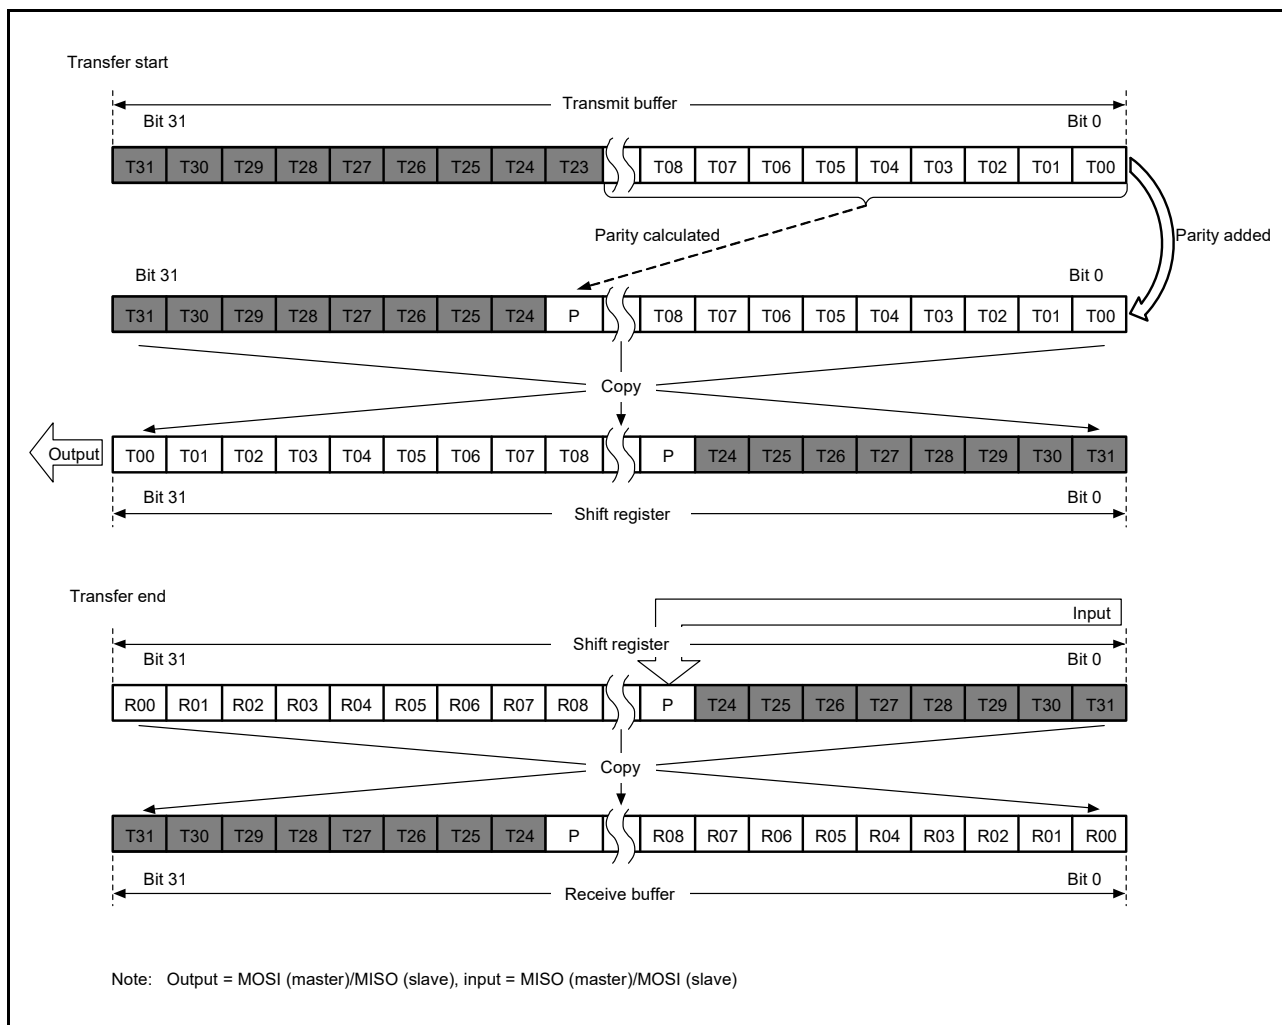 Transfer start
Transmit buffer
Bit 31 Bit 0
T31 T30 T29 T28 T27 T26 T25 T24 T23 T08 T07 T06 T05 T04 T03 T02 T01 T00
Parity calculated Parity added
Bit 31 Bit 0
T31 T30 T29 T28 T27 T26 T25 T24 P T08 T07 T06 T05 T04 T03 T02 T01 T00
Copy
Output T00 T01 T02 T03 T04 T05 T06 T07 T08 P T24 T25 T26 T27 T28 T29 T30 T31
Bit 31 Bit 0
Shift register
Transfer end
Input
Shift register
Bit 31 Bit 0
R00 R01 R02 R03 R04 R05 R06 R07 R08 P T24 T25 T26 T27 T28 T29 T30 T31
Copy
T31 T30 T29 T28 T27 T26 T25 T24 P R08 R07 R06 R05 R04 R03 R02 R01 R00
Bit 31 Bit 0
Receive buffer
Note: Output = MOSI (master)/MISO (slave), input = MISO (master)/MOSI (slave)